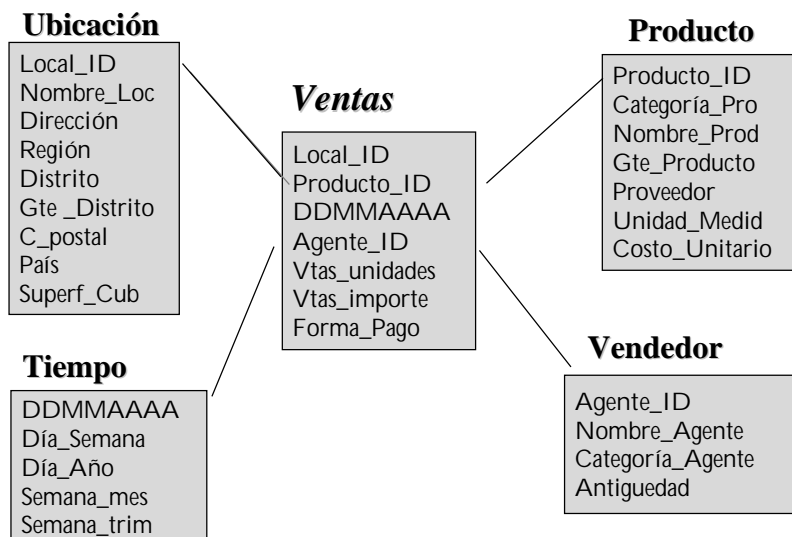 Ubicación
Local_ID
Nombre_Loc
Dirección
Región
Distrito
Gte _Distrito
C_postal
País
Superf_Cub
Ventas
Local_ID
Producto_ID
DDMMAAAA
Agente_ID
Vtas_unidades
Vtas_importe
Forma_Pago
Producto
Producto_ID
Categoría_Pro
Nombre_Prod
Gte_Producto
Proveedor
Unidad_Medid
Costo_Unitario
Tiempo
DDMMAAAA
Día_Semana
Día_Año
Semana_mes
Semana_trim
Vendedor
Agente_ID
Nombre_Agente
Categoría_Agente
Antiguedad